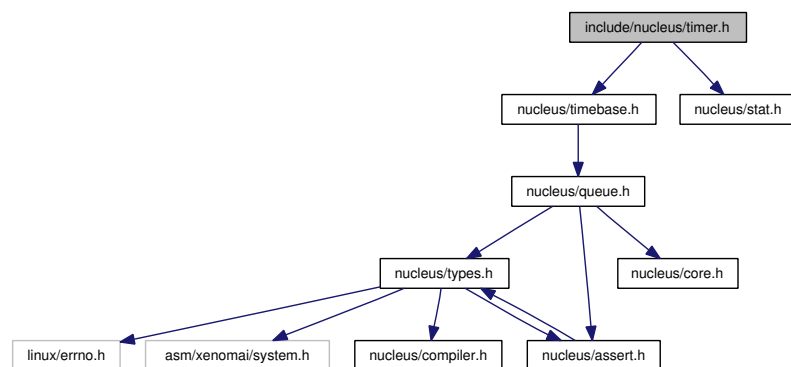 include/nucleus/timer.h
nucleus/timebase.h
nucleus/stat.h
nucleus/queue.h
nucleus/types.h
nucleus/core.h
linux/errno.h
asm/xenomai/system.h
nucleus/compiler.h
nucleus/assert.h